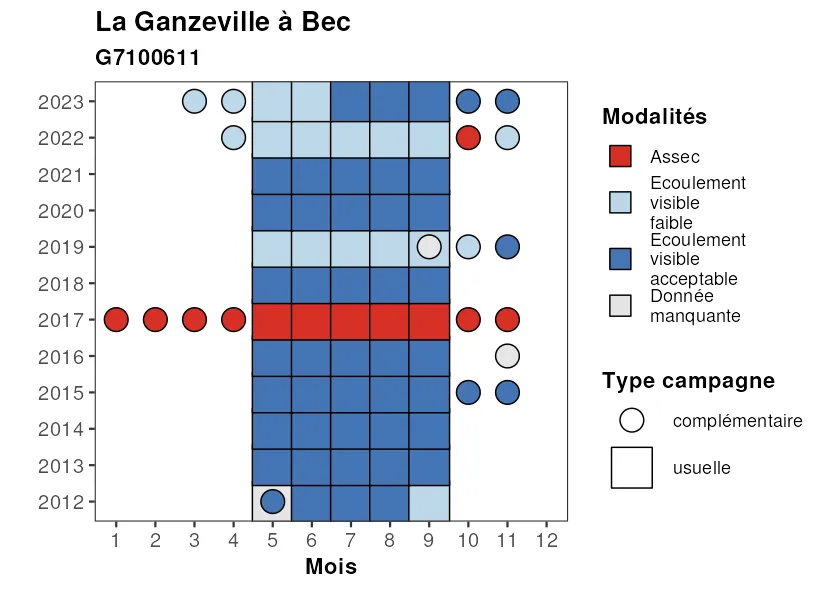 La Ganzeville à Bec
G7100611
2023
2022
2021
2020
2019
2018
2017
2016
2015
2014
2013
2012
1 2 3 4 5 6 7 8 9 10 11 12
Mois
Modalités
Assec
Ecoulement
visible
faible
Ecoulement
visible
acceptable
Donnée
manquante
Type campagne
complémentaire
usuelle